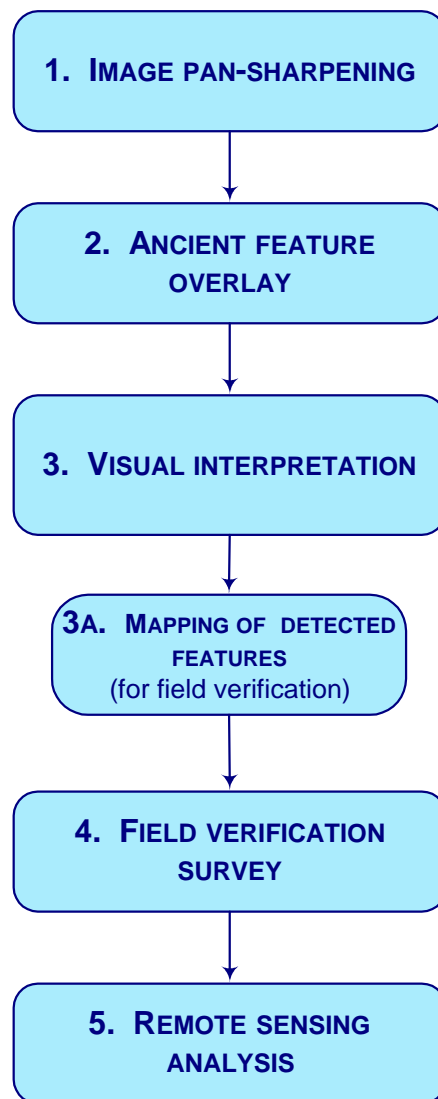 1. IMAGE PAN-SHARPENING
2. ANCIENT FEATURE
OVERLAY
3. VISUAL INTERPRETATION
3A. MAPPING OF DETECTED
FEATURES
(for field verification)
4. FIELD VERIFICATION
SURVEY
5. REMOTE SENSING
ANALYSIS